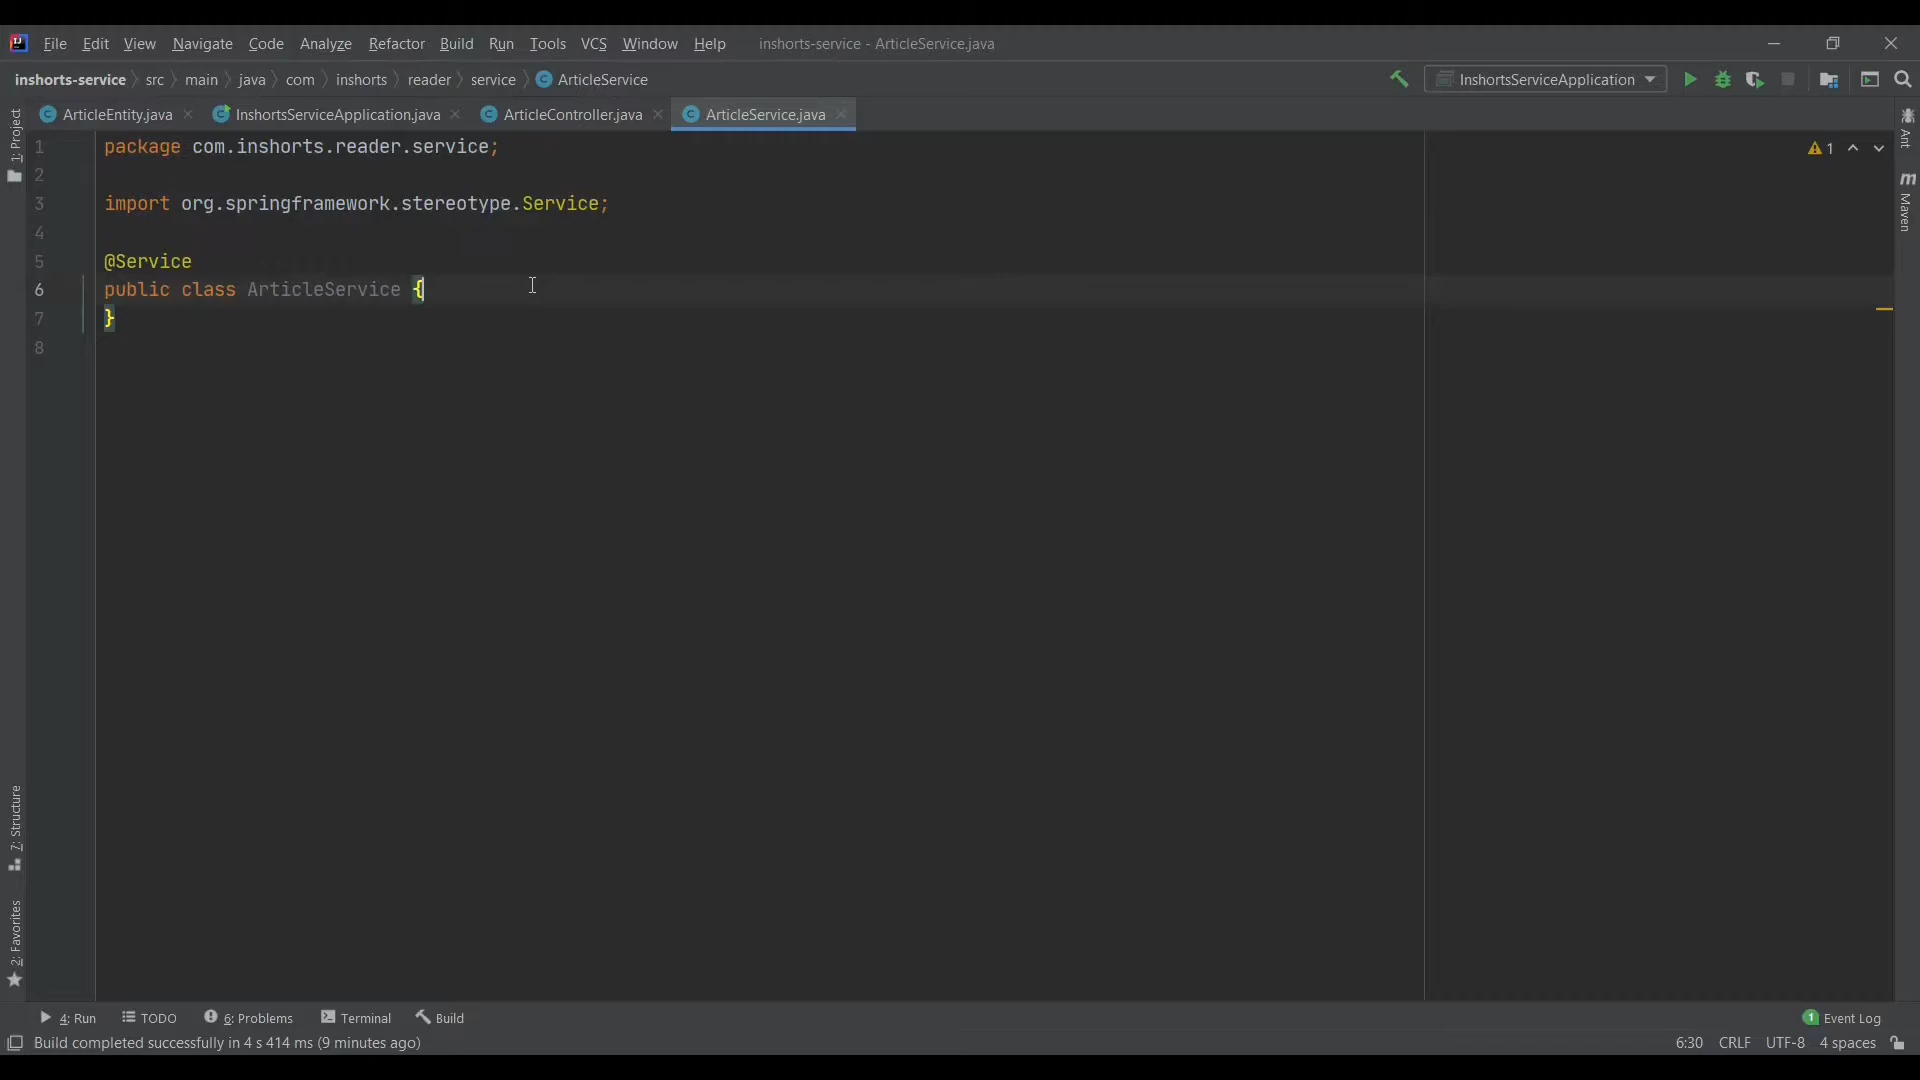 File Edit View Navigate Code Analyze Refactor Build Run Tools VCS Window Help inshorts-service - ArticleService.java
inshorts-service src main java com inshorts reader service ArticleService InshortsServiceApplication
ArticleEntity.java InshortsServiceApplication.java ArticleController.java ArticleService.java
1 package com.inshorts.reader.service; 1
2
3 import org.springframework.stereotype.Service;
4
5 @Service
6 public class ArticleService {
7 }
8
1: Project
7: Structure
2: Favorites
Ant
Maven
4: Run TODO 6: Problems Terminal Build 1 Event Log
Build completed successfully in 4 s 414 ms (9 minutes ago) 6:30 CRLF UTF-8 4 spaces